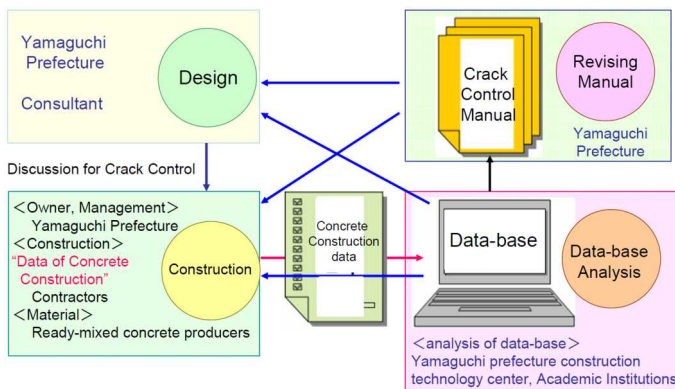 Yamaguchi
Prefecture
Consultant
Design
Crack
Control
Manual
Revising
Manual
Yamaguchi
Prefecture
Discussion for Crack Control
<Owner, Management>
Yamaguchi Prefecture
<Construction>
“Data of Concrete
Construction”
Contractors
<Material>
Ready-mixed concrete producers
Construction
Concrete
Construction
data
Data-base
Data-base
Analysis
<analysis of data-base>
Yamaguchi prefecture construction
technology center, Academic Institutions